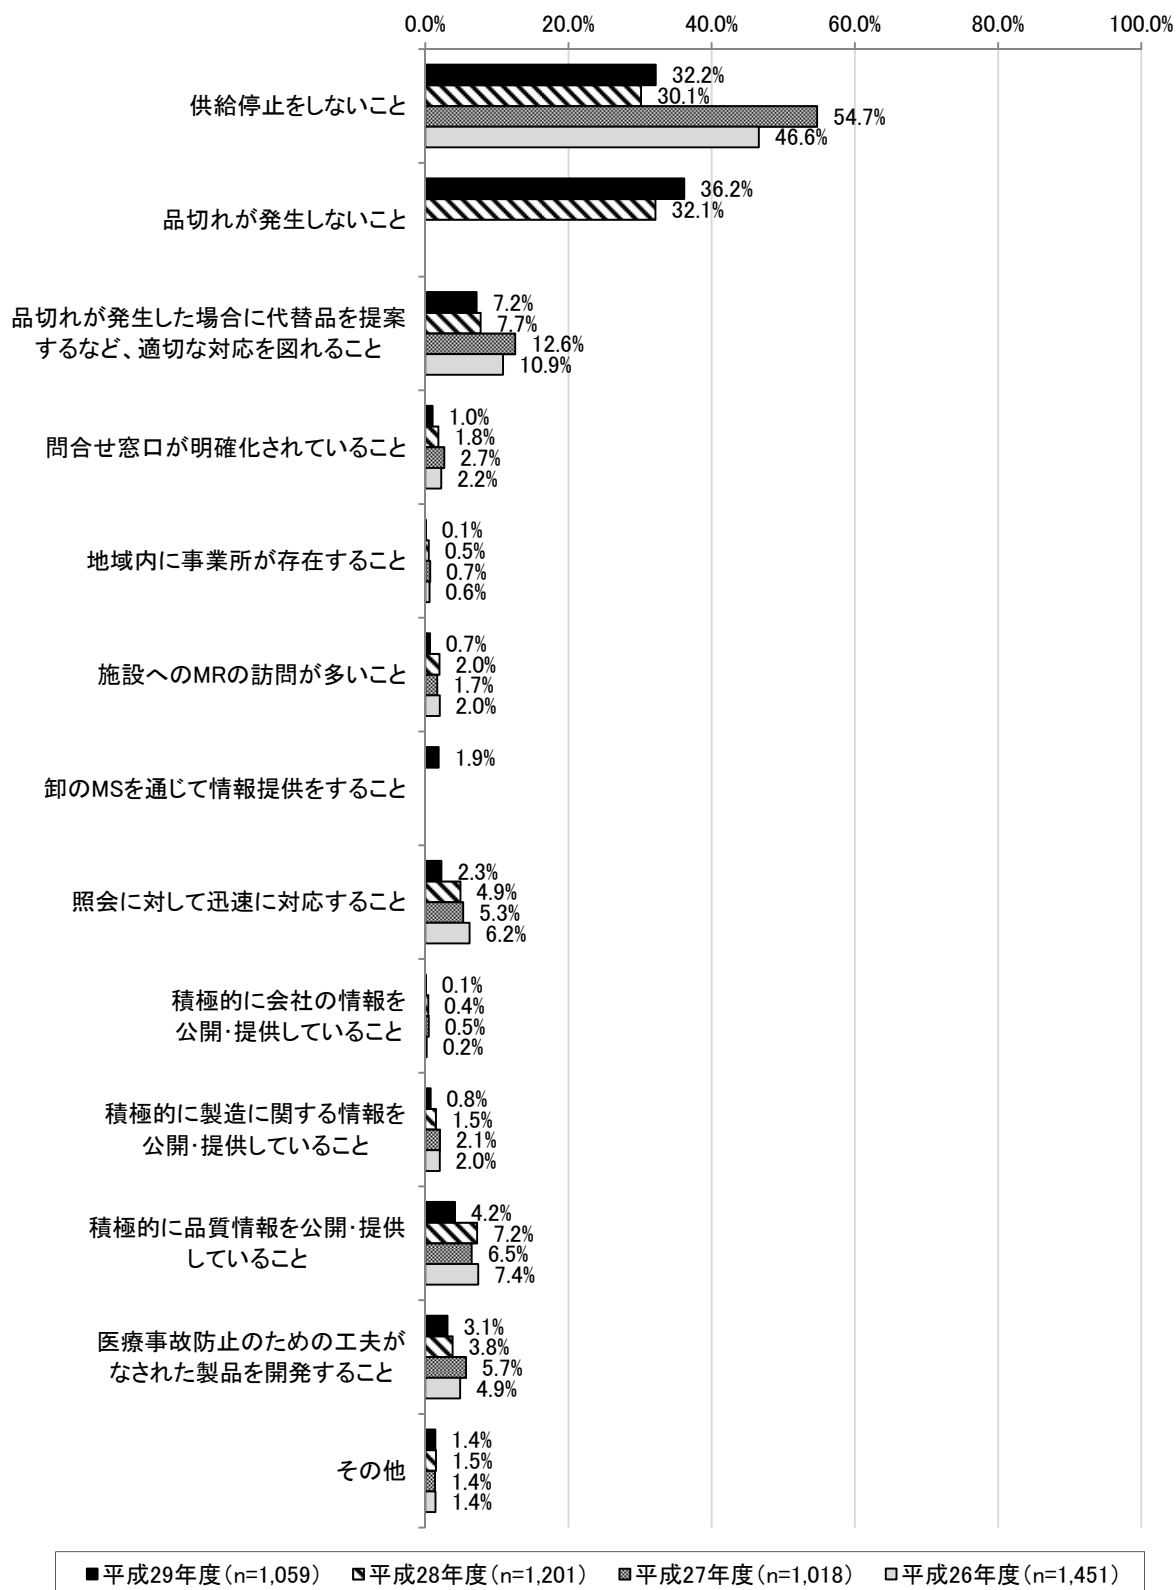 0.0% 20.0% 40.0% 60.0% 80.0% 100.0%
供給停止をしないこと
32.2%
30.1%
54.7%
46.6%
品切れが発生しないこと
36.2%
32.1%
品切れが発生した場合に代替品を提案
するなど、適切な対応を図れること
7.2%
7.7%
12.6%
10.9%
問合せ窓口が明確化されていること
1.0%
1.8%
2.7%
2.2%
地域内に事業所が存在すること
0.1%
0.5%
0.7%
0.6%
施設へのMRの訪問が多いこと
0.7%
2.0%
1.7%
2.0%
卸のMSを通じて情報提供をすること
1.9%
照会に対して迅速に対応すること
2.3%
4.9%
5.3%
6.2%
積極的に会社の情報を
公開・提供していること
0.1%
0.4%
0.5%
0.2%
積極的に製造に関する情報を
公開・提供していること
0.8%
1.5%
2.1%
2.0%
積極的に品質情報を公開・提供
していること
4.2%
7.2%
6.5%
7.4%
医療事故防止のための工夫が
なされた製品を開発すること
3.1%
3.8%
5.7%
4.9%
その他
1.4%
1.5%
1.4%
1.4%
平成29年度(n=1,059) 平成28年度(n=1,201) 平成27年度(n=1,018) 平成26年度(n=1,451)